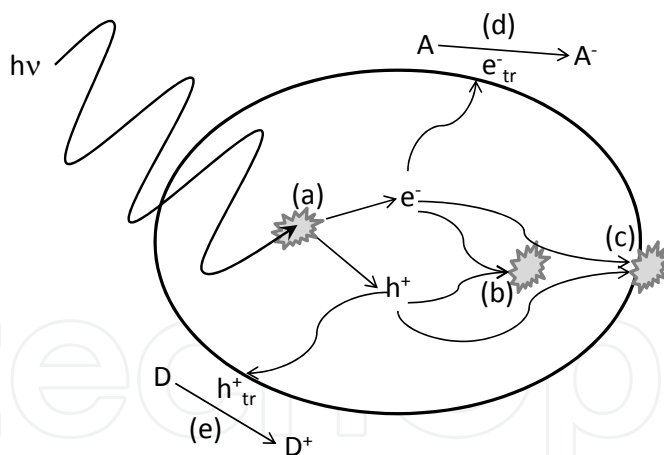 (d)
A A⁻
hν
e⁻tr
(a)
e⁻
(c)
(b)
h⁺
D
h⁺tr
(e)
D⁺